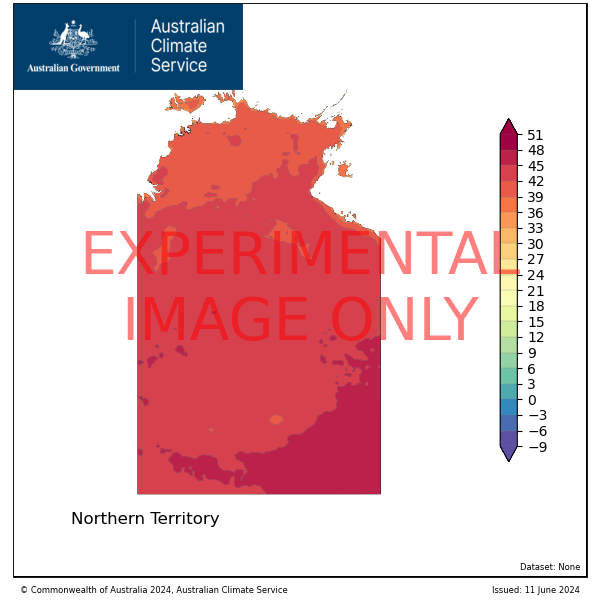 Australian Government
Australian
Climate
Service
51
48
45
42
39
36
33
30
27
24
21
18
15
12
9
6
3
0
−3
−6
−9
EXPERIMENTAL
IMAGE ONLY
Northern Territory
Dataset: None
© Commonwealth of Australia 2024, Australian Climate Service
Issued: 11 June 2024